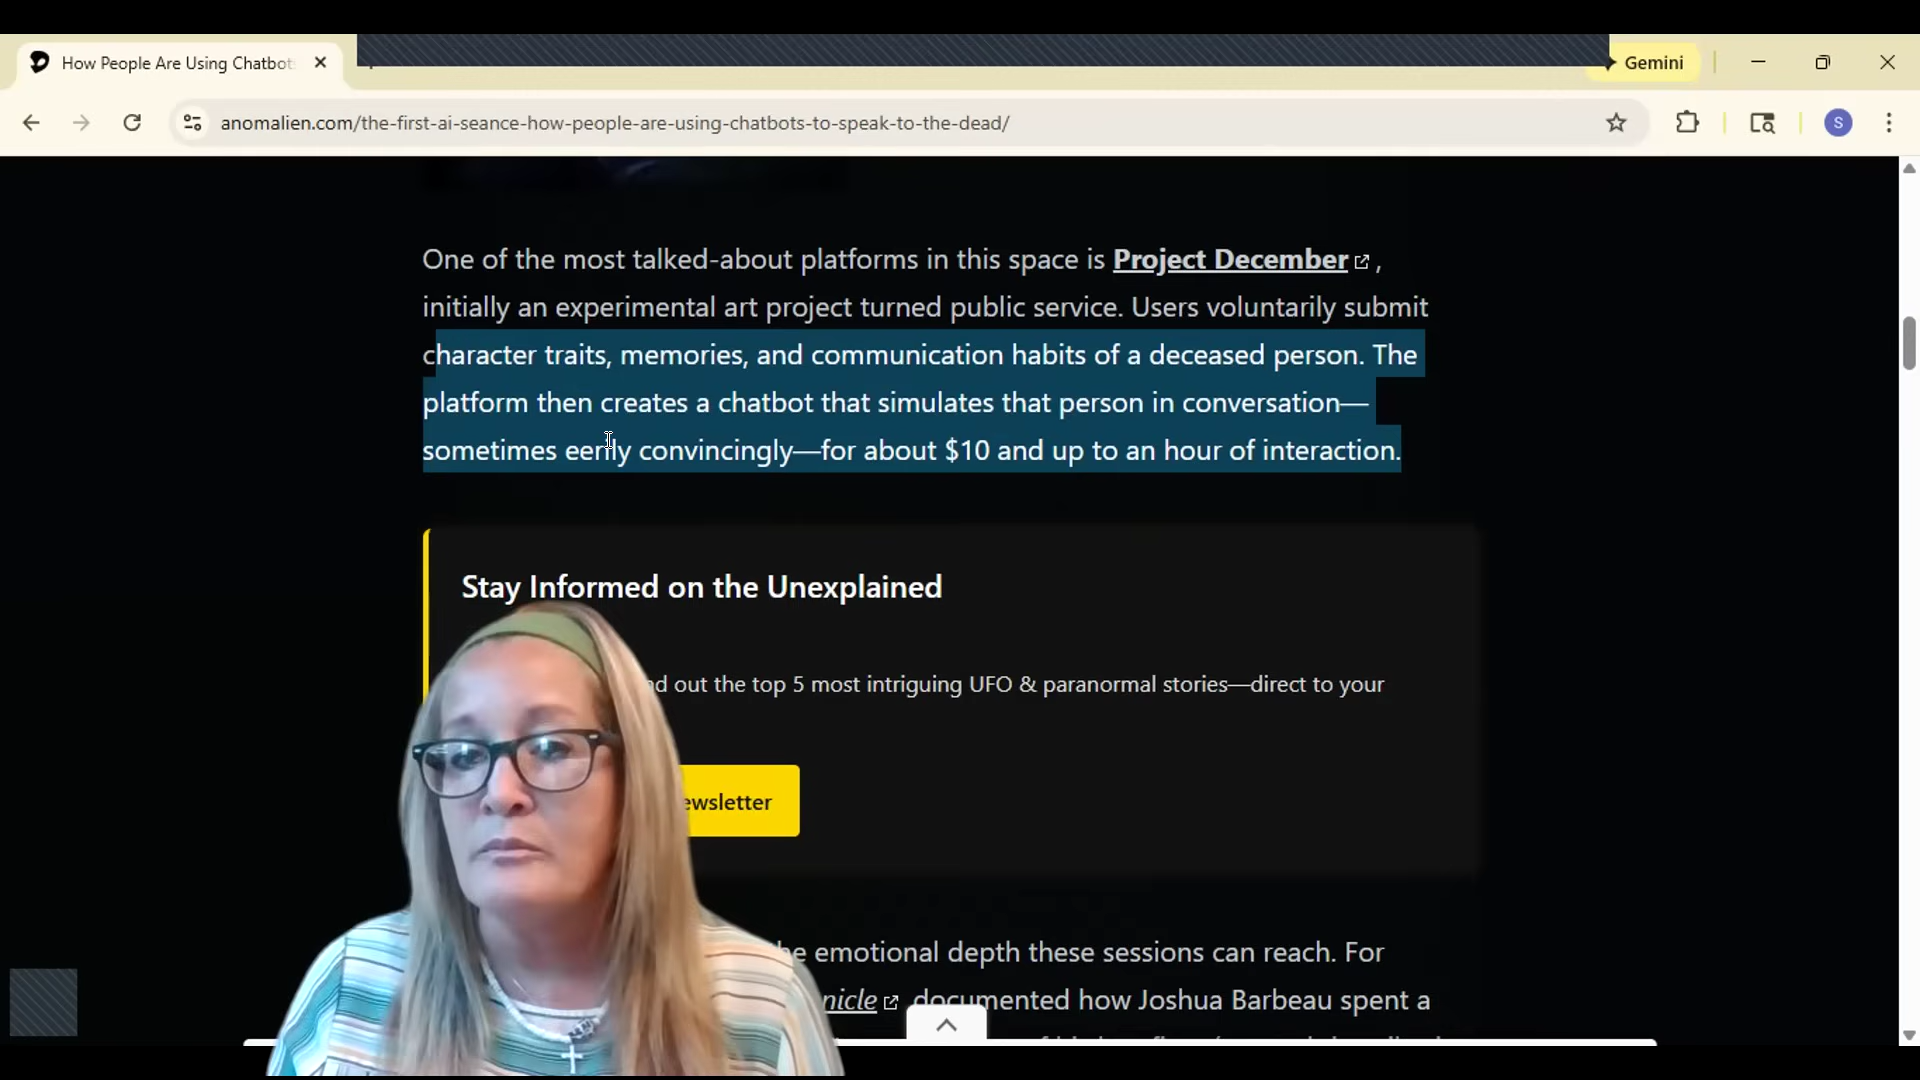 How People Are Using Chatbots
Gemini
anomalien.com/the-first-ai-seance-how-people-are-using-chatbots-to-speak-to-the-dead/
S
One of the most talked-about platforms in this space is Project December ,
initially an experimental art project turned public service. Users voluntarily submit
character traits, memories, and communication habits of a deceased person. The
platform then creates a chatbot that simulates that person in conversation—
sometimes eerily convincingly—for about $10 and up to an hour of interaction.
Stay Informed on the Unexplained
out the top 5 most intriguing UFO & paranormal stories—direct to your
emotional depth these sessions can reach. For
documented how Joshua Barbeau spent a